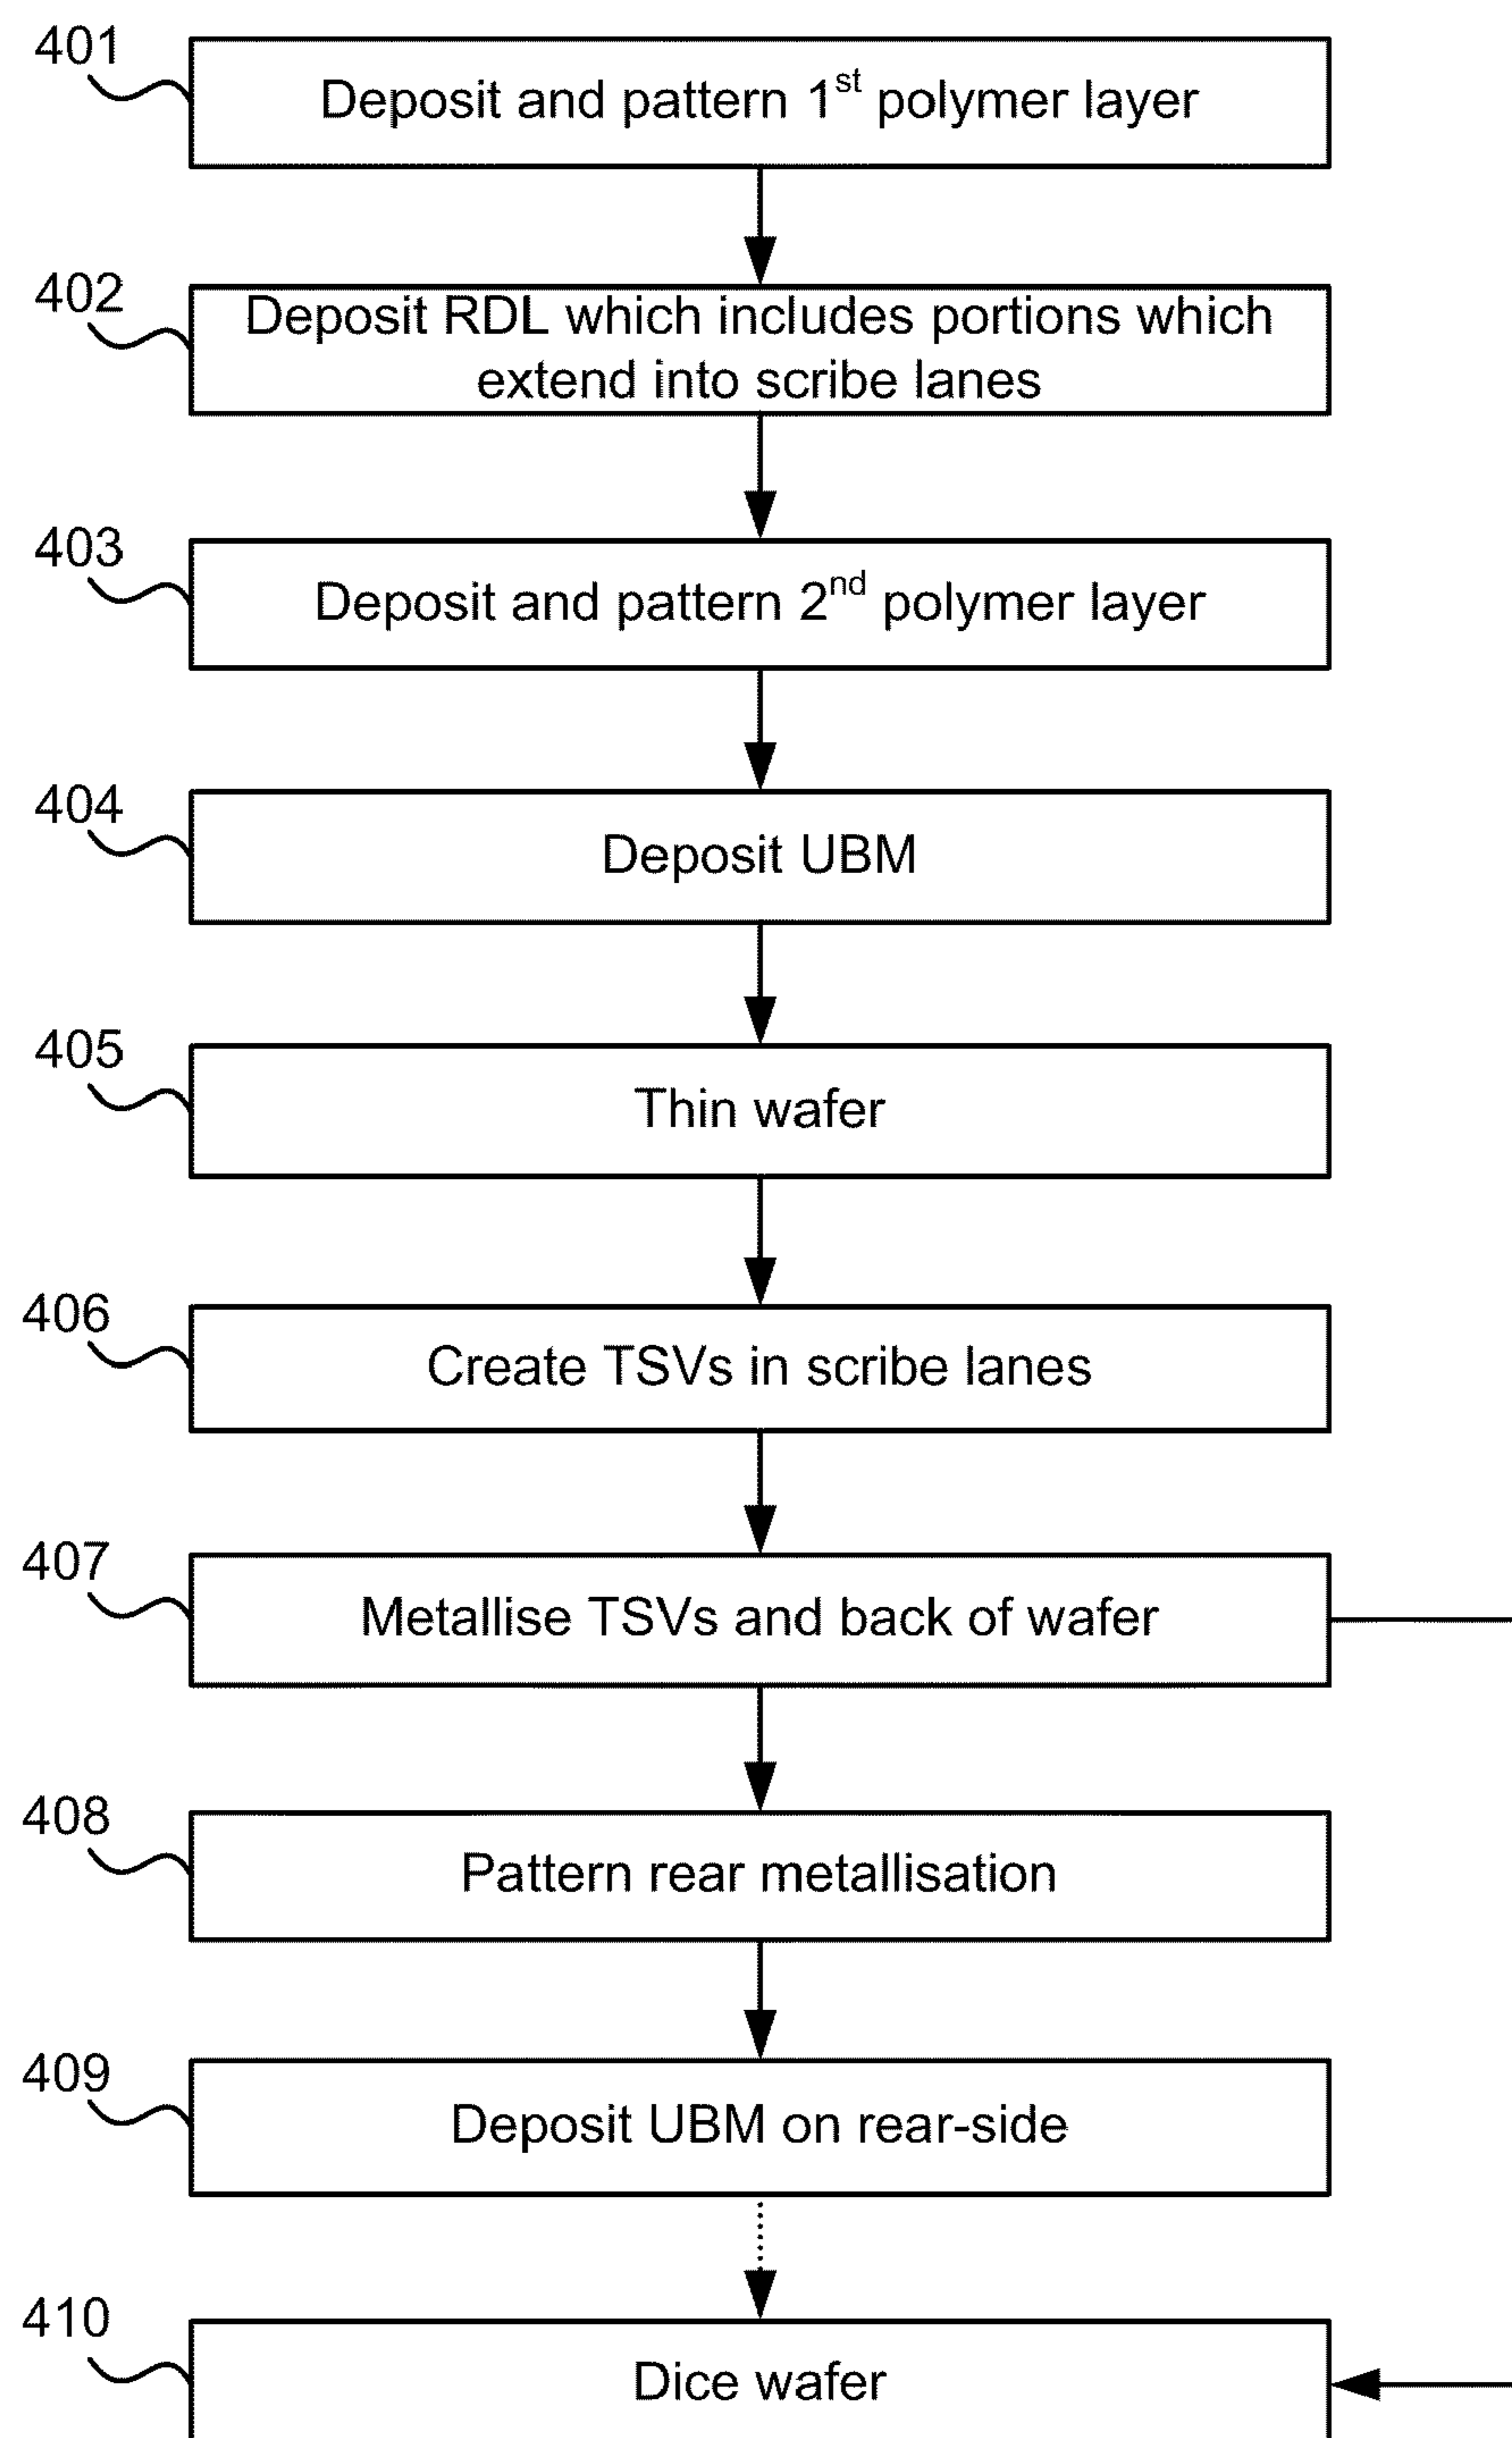 401
Deposit and pattern 1st polymer layer
402
Deposit RDL which includes portions which
extend into scribe lanes
403
Deposit and pattern 2nd polymer layer
404
Deposit UBM
405
Thin wafer
406
Create TSVs in scribe lanes
407
Metallise TSVs and back of wafer
408
Pattern rear metallisation
409
Deposit UBM on rear-side
410
Dice wafer